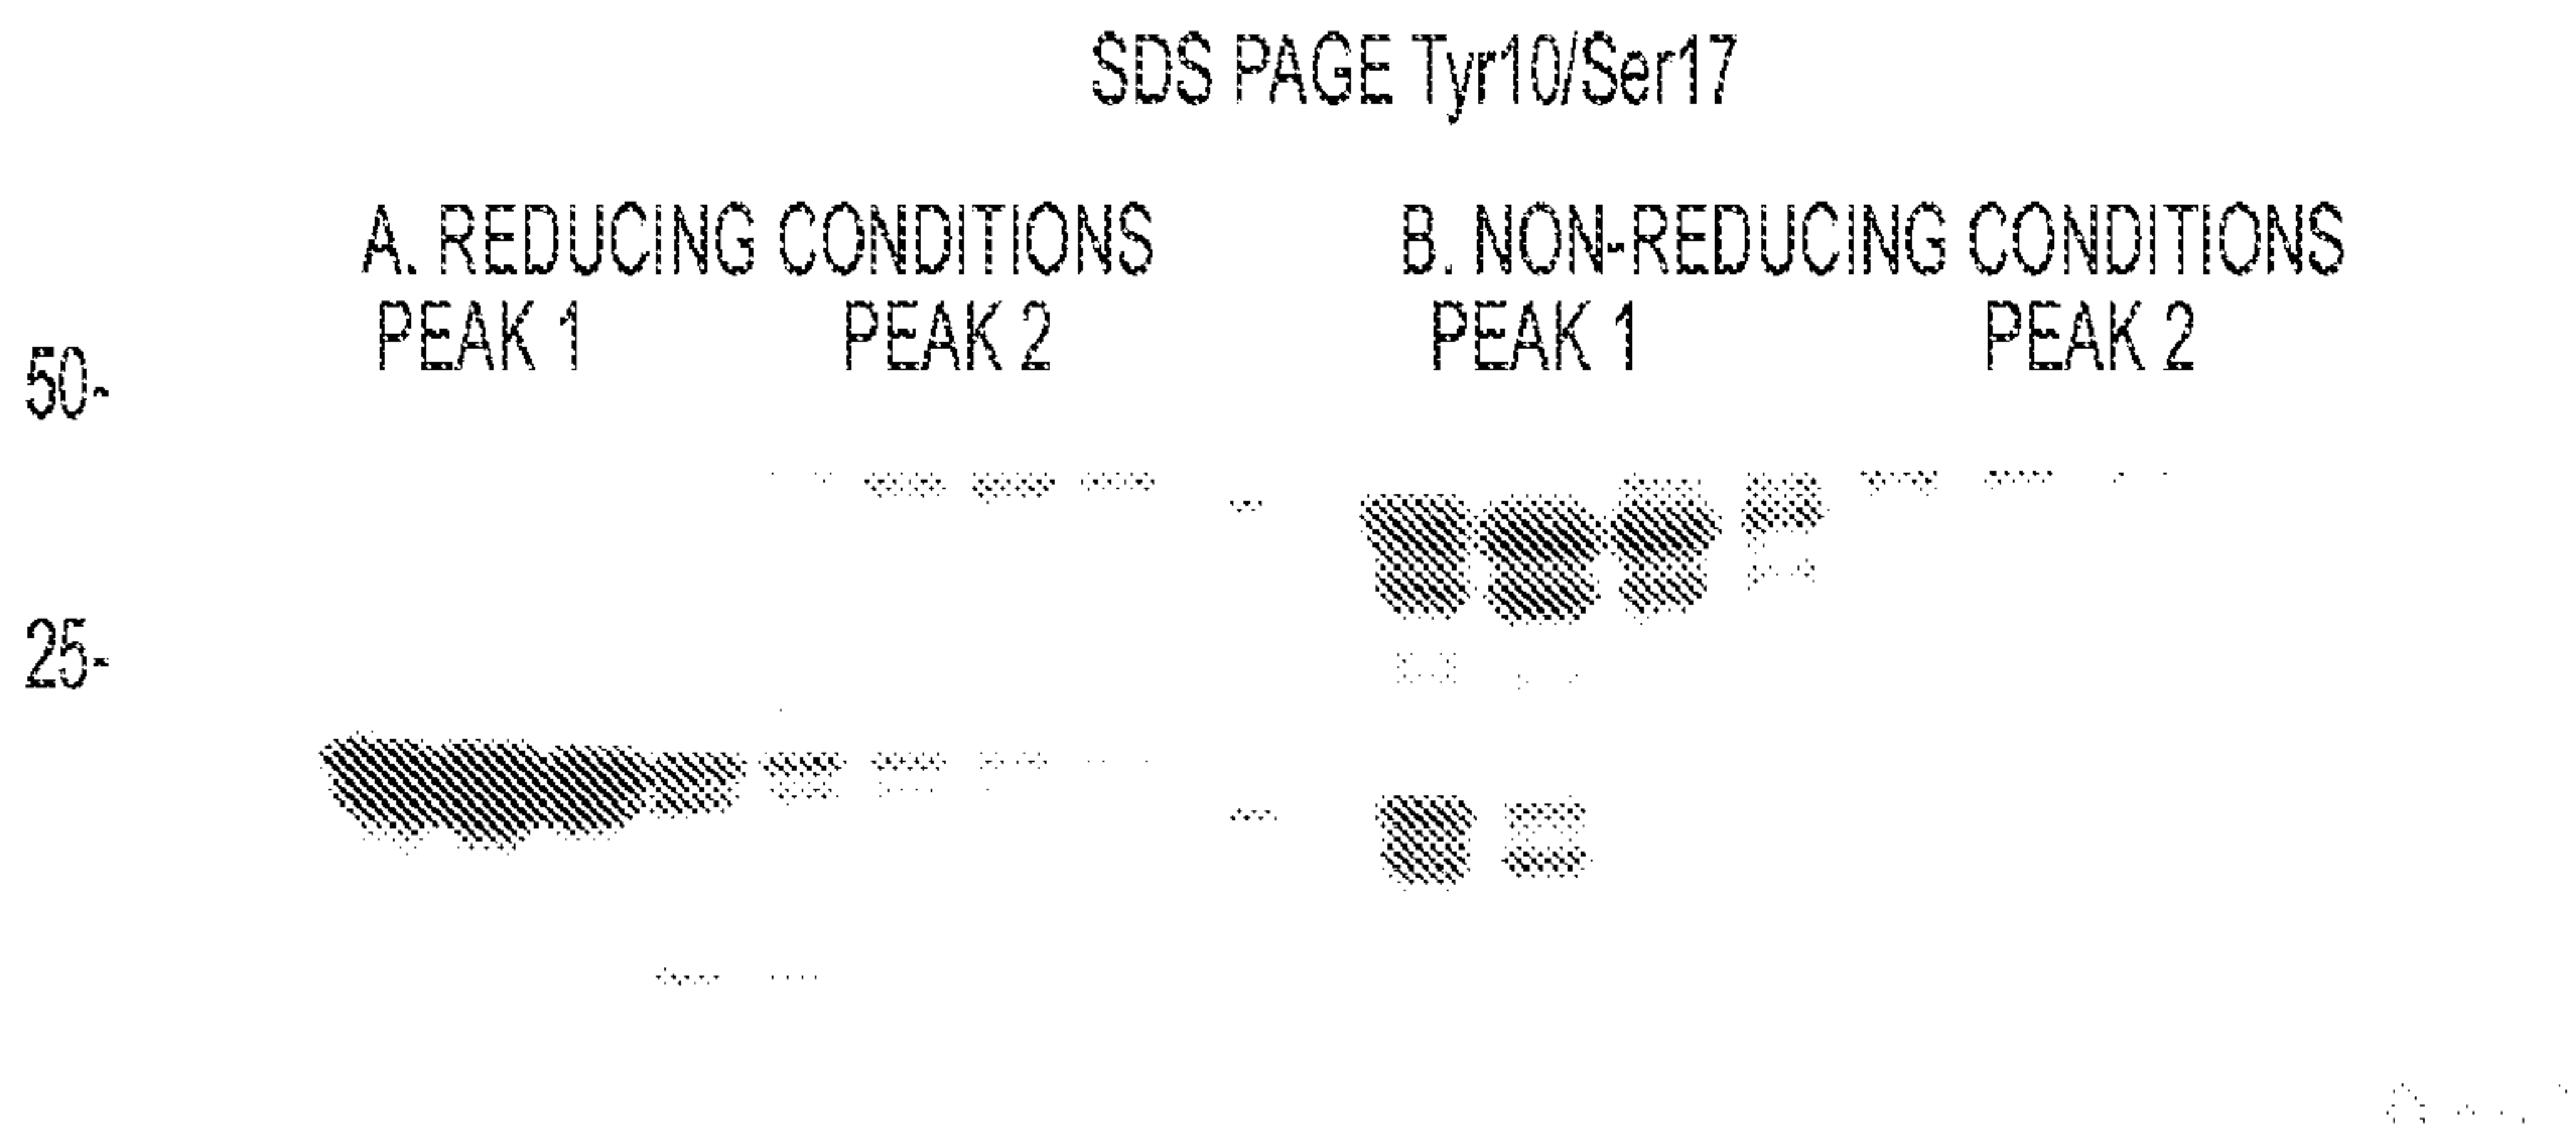 SDS PAGE Tyr10/Ser17
A. REDUCING CONDITIONS B. NON-REDUCING CONDITIONS
PEAK 1 PEAK 2 PEAK 1 PEAK 2
50-
25-